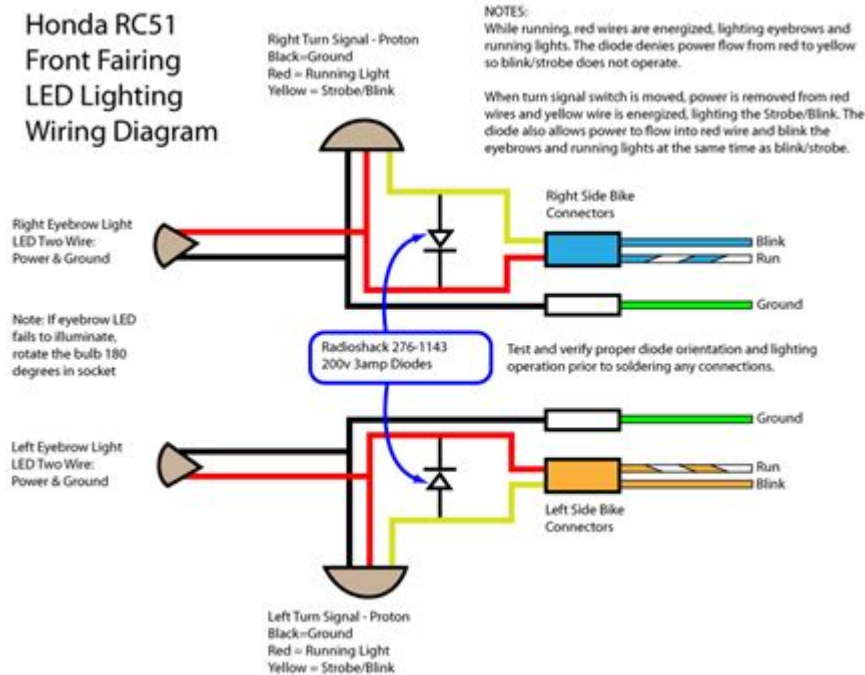 Honda RC51
Front Fairing
LED Lighting
Wiring Diagram
Right Turn Signal - Proton
Black=Ground
Red = Running Light
Yellow = Strobe/Blink
NOTES:
While running, red wires are energized, lighting eyebrows and
running lights. The diode denies power flow from red to yellow
so blink/strobe does not operate.
When turn signal switch is moved, power is removed from red
wires and yellow wire is energized, lighting the Strobe/Blink. The
diode also allows power to flow into red wire and blink the
eyebrows and running lights at the same time as blink/strobe.
Right Eyebrow Light
LED Two Wire:
Power & Ground
Right Side Bike
Connectors
Blink
Run
Ground
Note: If eyebrow LED
fails to illuminate,
rotate the bulb 180
degrees in socket
Radioshack 276-1143
200v 3amp Diodes
Test and verify proper diode orientation and lighting
operation prior to soldering any connections.
Ground
Left Eyebrow Light
LED Two Wire:
Power & Ground
Run
Blink
Left Side Bike
Connectors
Left Turn Signal - Proton
Black=Ground
Red = Running Light
Yellow = Strobe/Blink